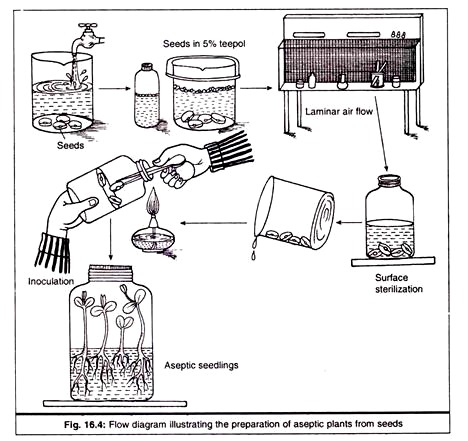 Seeds in 5% teepol
Seeds
Laminar air flow
Inoculation
Surface
sterilization
Aseptic seedlings
Fig. 16.4: Flow diagram illustrating the preparation of aseptic plants from seeds